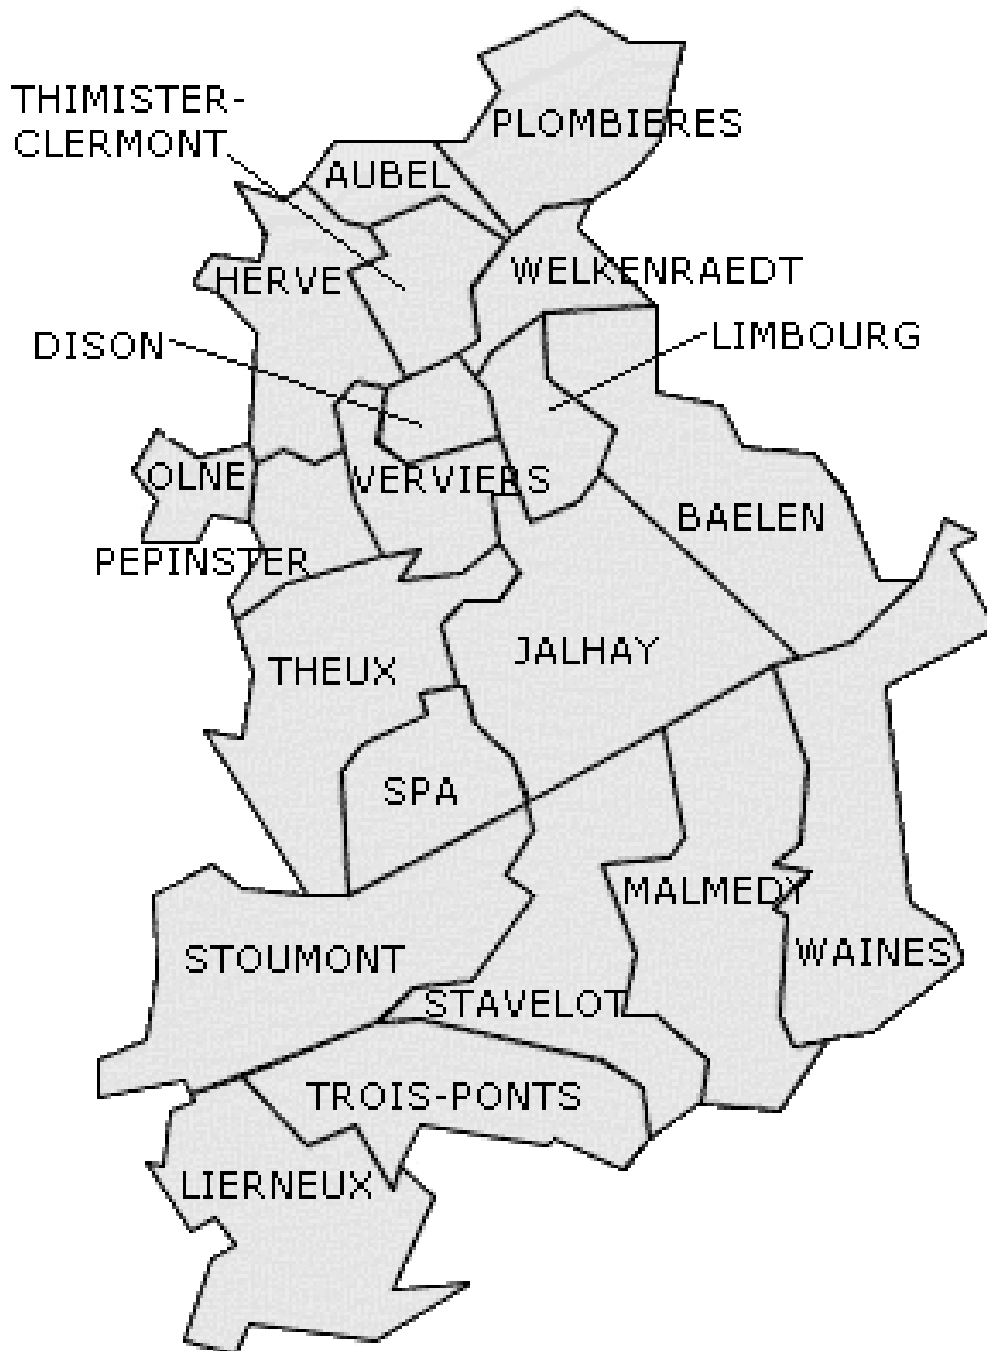 PLOMBIERES
THIMISTER-
CLERMONT
AUBEL
HERVE
WELKENRAEDT
DISON
LIMBOURG
OLNE
VERVIERS
BAELEN
PEPINSTER
THEUX
JALHAY
SPA
MALMEDY
STOUMONT
WAINES
STAVELOT
TROIS-PONTS
LIERNEUX